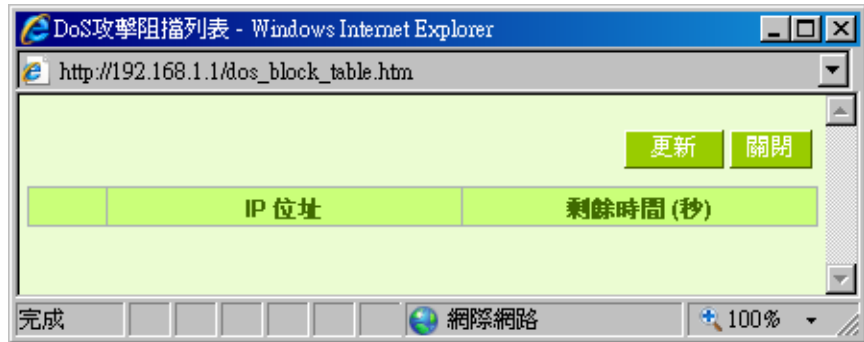 DoS攻擊阻擋列表 - Windows Internet Explorer
http://192.168.1.1/dos_block_table.htm
更新 關閉
IP 位址 剩餘時間 (秒)
完成 網際網路 100%